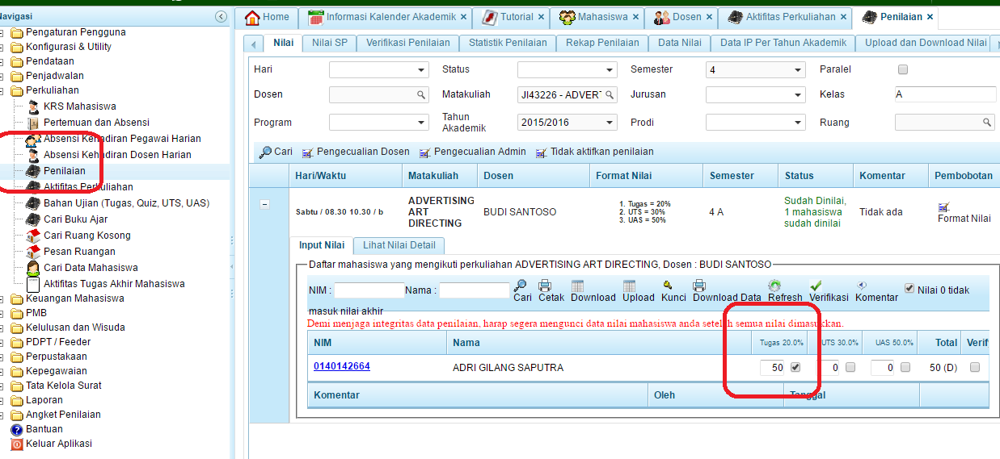 Navigasi
Pengaturan Pengguna
Konfigurasi & Utility
Pendataan
Penjadwalan
Perkuliahan
KRS Mahasiswa
Pertemuan dan Absensi
Absensi Kehadiran Pegawai Harian
Absensi Kehadiran Dosen Harian
Penilaian
Aktifitas Perkuliahan
Bahan Ujian (Tugas, Quiz, UTS, UAS)
Cari Buku Ajar
Cari Ruang Kosong
Pesan Ruangan
Cari Data Mahasiswa
Aktifitas Tugas Akhir Mahasiswa
Keuangan Mahasiswa
PMB
Kelulusan dan Wisuda
PDPT / Feeder
Perpustakaan
Kepegawaian
Tata Kelola Surat
Laporan
Angket Penilaian
Bantuan
Keluar Aplikasi
Home Informasi Kalender Akademik Tutorial Mahasiswa Dosen Aktifitas Perkuliahan Penilaian
Nilai Nilai SP Verifikasi Penilaian Statistik Penilaian Rekap Penilaian Data Nilai Data IP Per Tahun Akademik Upload dan Download Nilai
Hari Status Semester 4 Paralel
Dosen Matakuliah JI43226 - ADVERT Jurusan Kelas A
Program Tahun Akademik 2015/2016 Prodi Ruang
Cari Pengecualian Dosen Pengecualian Admin Tidak aktifkan penilaian
Hari/Waktu Matakuliah Dosen Format Nilai Semester Status Komentar Pembobotan
Sabtu / 08.30 10.30 / b
ADVERTISING
ART
DIRECTING
BUDI SANTOSO
1. Tugas = 20%
2. UTS = 30%
3. UAS = 50%
4 A
Sudah Dinilai,
1 mahasiswa
sudah dinilai
Tidak ada
Format Nilai
Input Nilai Lihat Nilai Detail
Daftar mahasiswa yang mengikuti perkuliahan ADVERTISING ART DIRECTING, Dosen : BUDI SANTOSO
NIM : Nama : Cari Cetak Download Upload Kunci Download Data Refresh Verifikasi Komentar Nilai 0 tidak
masuk nilai akhir
Demi menjaga integritas data penilaian, harap segera mengunci data nilai mahasiswa anda setelah semua nilai dimasukkan.
NIM Nama Tugas 20.0% UTS 30.0% UAS 50.0% Total Verif
0140142664 ADRI GILANG SAPUTRA 50 0 0 50 (D)
Komentar Oleh Tanggal